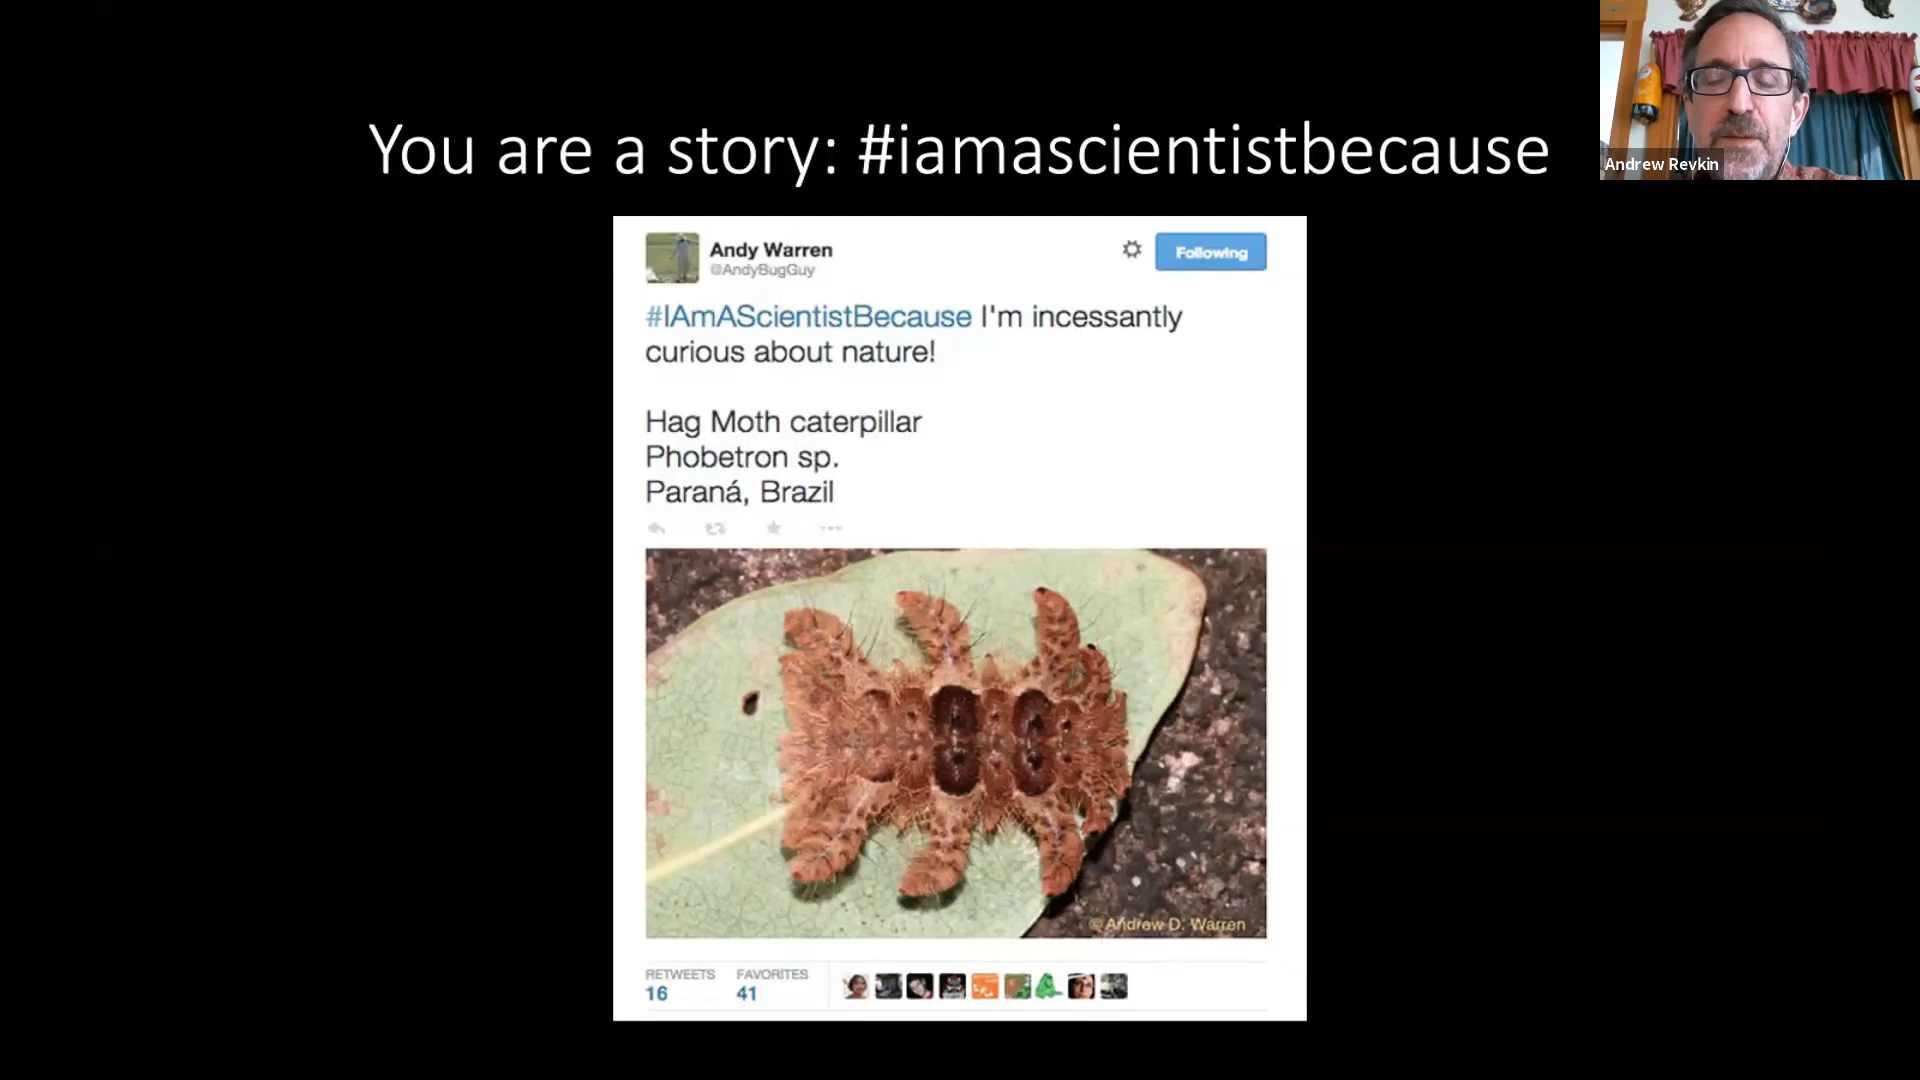 You are a story: #iamascientistbecause
Andrew Revkin
Andy Warren
@AndyBugGuy
Following
#IAmAScientistBecause I'm incessantly
curious about nature!
Hag Moth caterpillar
Phobetron sp.
Paraná, Brazil
© Andrew D. Warren
RETWEETS
16
FAVORITES
41